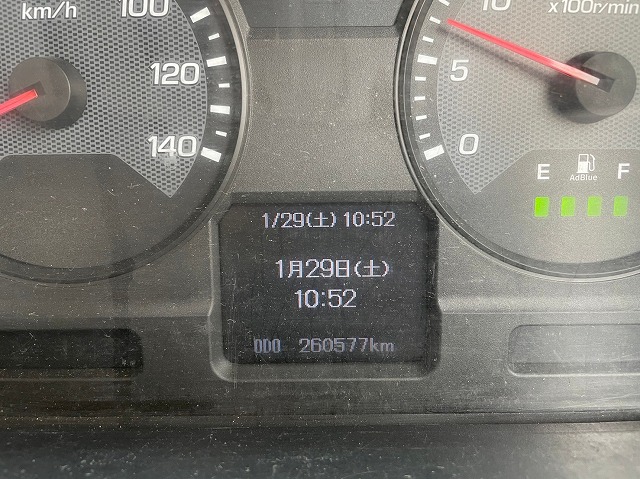 km/h
100
120
140
10
x100r/min
5
0
E
F
AdBlue
1/29(土) 10:52
1月29日(土)
10:52
ODO 260577km